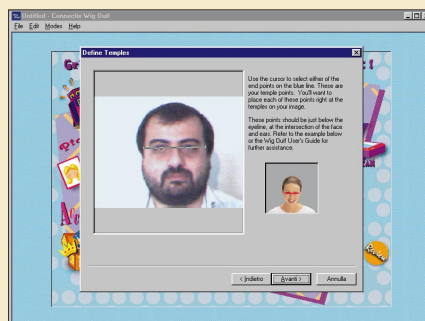 Untitled - Connectix Wig Duff
File Edit Modes Help
Define Temples
Use the cursor to select either of the
end points on the blue line. These are
your temple points. You'll want to
place each of these points right at the
temples on your image.
These points should be just below the
eyeline, at the intersection of the face
and ears. Refer to the example below
or the Wig Duff User's Guide for
further assistance.
< Indietro
Avanti >
Annulla
Review